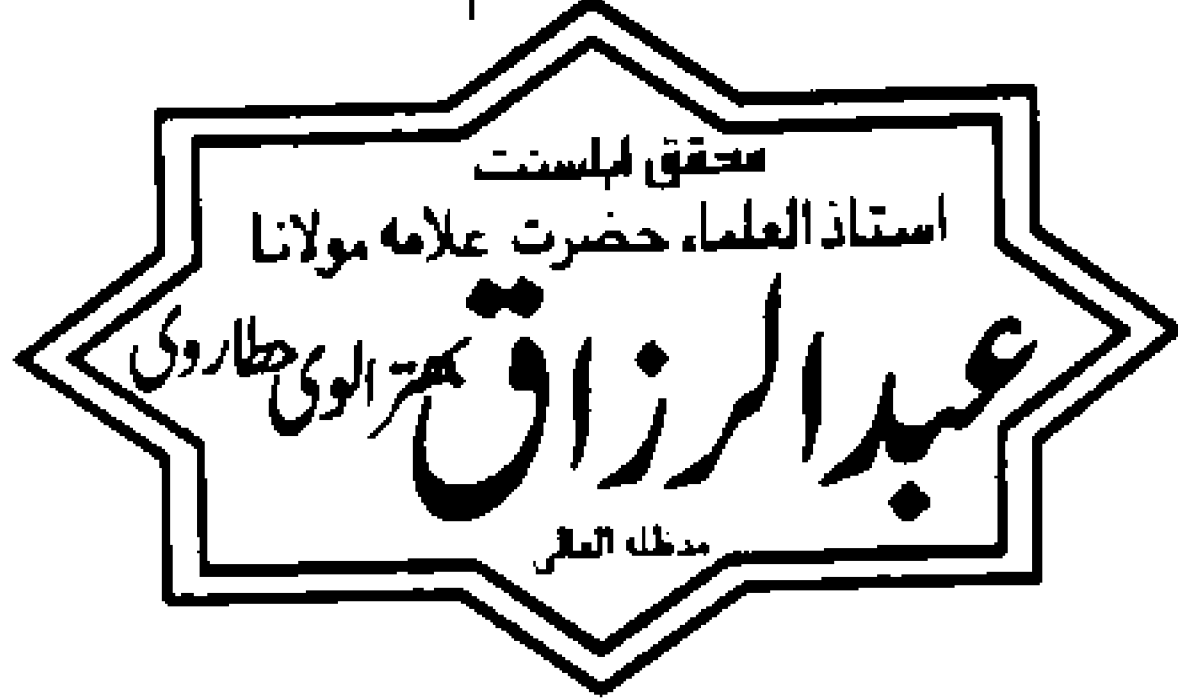 محقق اہلسنت
استاذ العلماء حضرت علامہ مولانا
عبدالرزاق بھترالوی حطاروی
مدظلہ العالی